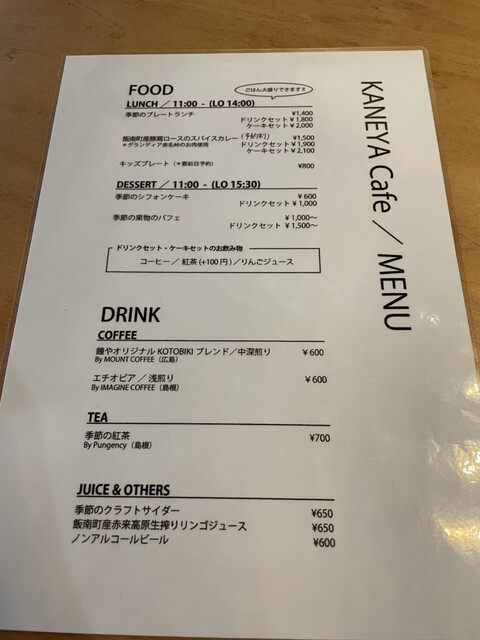 KANEYA Cafe / MENU
FOOD
ごはん大盛りできます!!
LUNCH / 11:00 - (LO 14:00)
季節のプレートランチ ¥1,400
ドリンクセット ¥1,800
ケーキセット ¥2,000
飯南町産豚肩ロースのスパイスカレー ¥1,500
*グランディア赤名峠のお肉使用 ドリンクセット ¥1,900
ケーキセット ¥2,100
キッズプレート(*要前日予約) ¥800
DESSERT / 11:00 - (LO 15:30)
季節のシフォンケーキ ¥600
ドリンクセット ¥1,000
季節の果物のパフェ ¥1,000〜
ドリンクセット ¥1,500〜
ドリンクセット・ケーキセットのお飲み物
コーヒー / 紅茶 (+100円) / りんごジュース
DRINK
COFFEE
鐘やオリジナル KOTOBIKI ブレンド/中深煎り ¥600
By MOUNT COFFEE(広島)
エチオピア / 浅煎り ¥600
By IMAGINE COFFEE(島根)
TEA
季節の紅茶 ¥700
By Pungency(島根)
JUICE & OTHERS
季節のクラフトサイダー ¥650
飯南町産赤来高原生搾りリンゴジュース ¥650
ノンアルコールビール ¥600